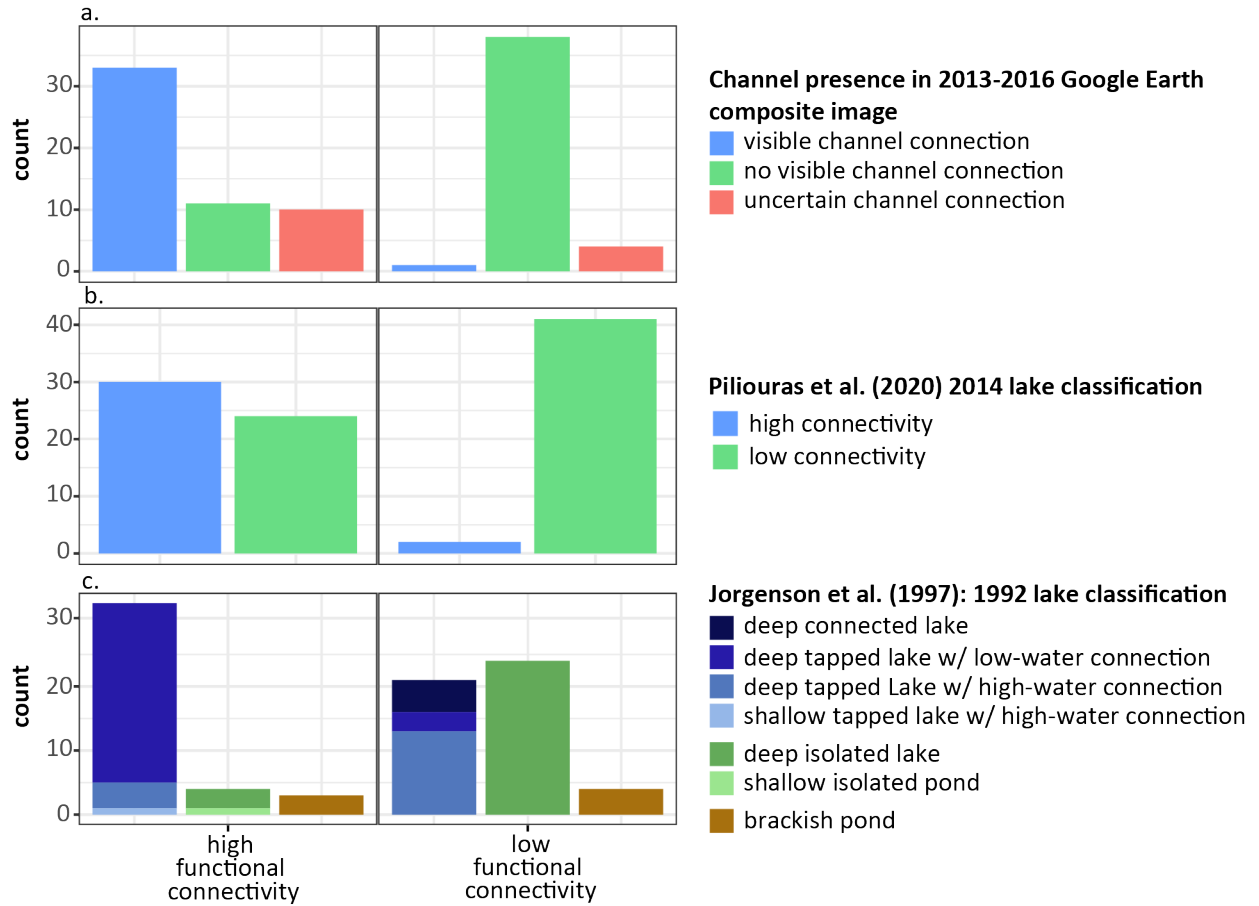 a.
count
30
20
10
0
Channel presence in 2013-2016 Google Earth
composite image
visible channel connection
no visible channel connection
uncertain channel connection
b.
count
40
30
20
10
0
Piliouras et al. (2020) 2014 lake classification
high connectivity
low connectivity
c.
count
30
20
10
0
Jorgenson et al. (1997): 1992 lake classification
deep connected lake
deep tapped lake w/ low-water connection
deep tapped Lake w/ high-water connection
shallow tapped lake w/ high-water connection
deep isolated lake
shallow isolated pond
brackish pond
high
functional
connectivity
low
functional
connectivity